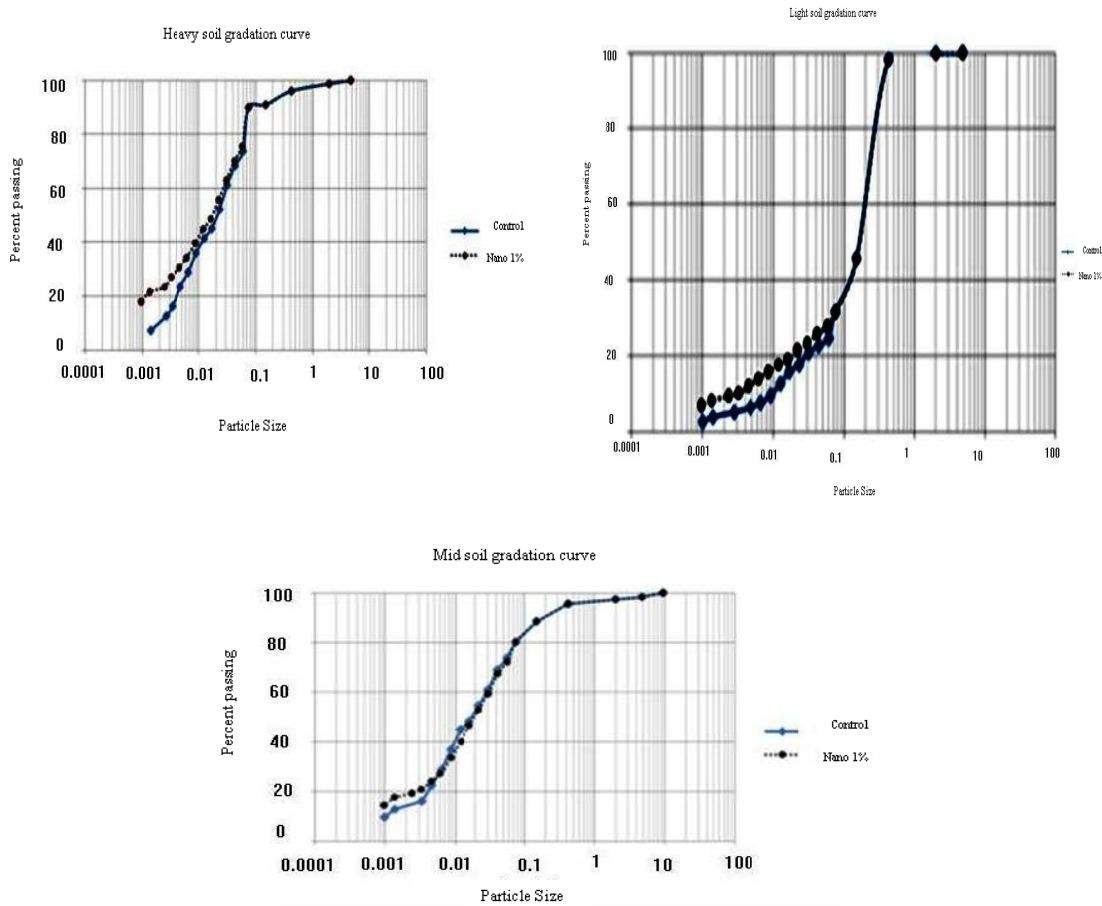 Heavy soil gradation curve
100
80
60
40
20
0
Percent passing
0.0001 0.001 0.01 0.1 1 10 100
Particle Size
Control
Nano 1%
Light soil gradation curve
100
80
60
40
20
0
Percent passing
0.0001 0.001 0.01 0.1 1 10 100
Particle Size
Control
Nano 1%
Mid soil gradation curve
100
80
60
40
20
0
Percent passing
0.0001 0.001 0.01 0.1 1 10 100
Particle Size
Control
Nano 1%